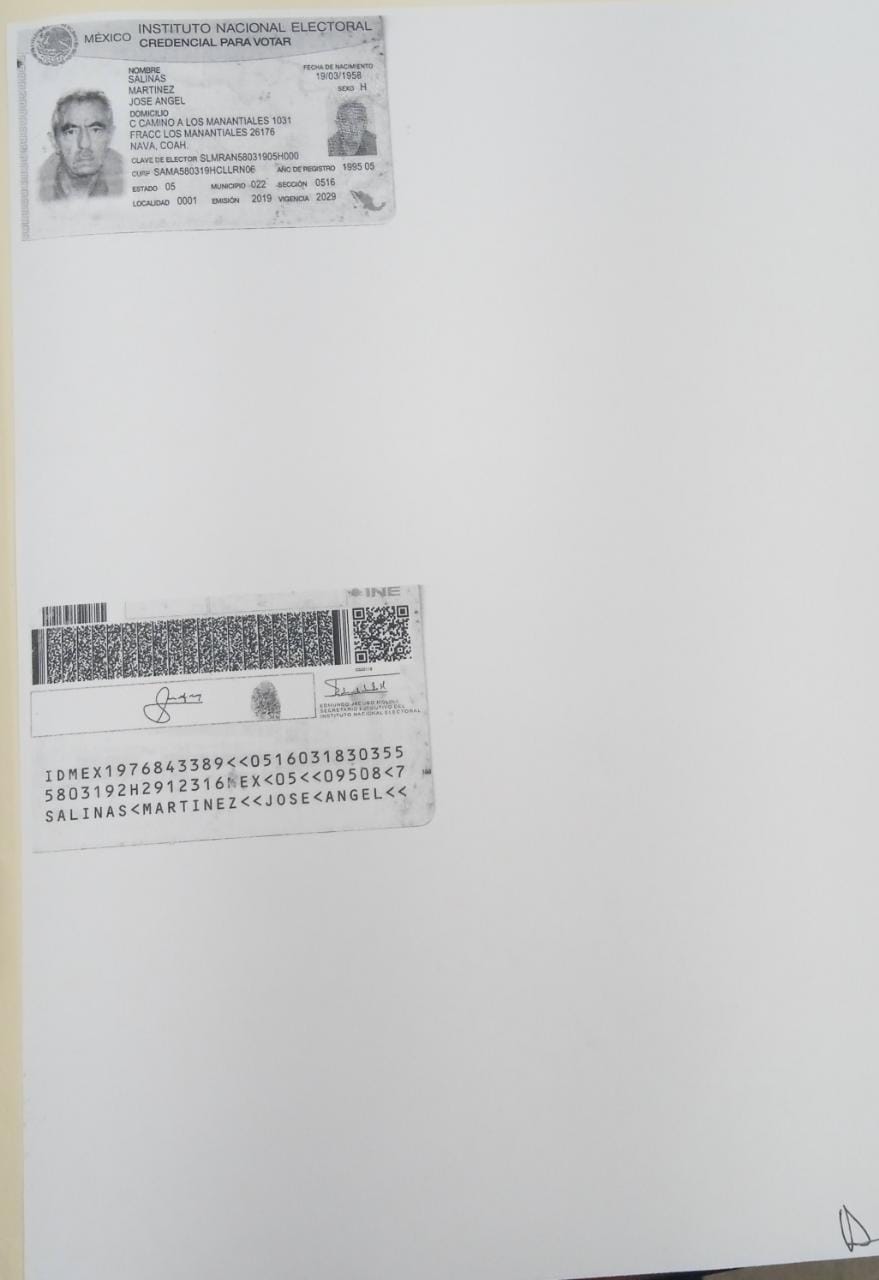 MÉXICO INSTITUTO NACIONAL ELECTORAL
CREDENCIAL PARA VOTAR
NOMBRE
SALINAS
MARTINEZ
JOSE ANGEL
FECHA DE NACIMIENTO
19/03/1958
SEXO H
DOMICILIO
C CAMINO A LOS MANANTIALES 1031
FRACC LOS MANANTIALES 26176
NAVA, COAH.
CLAVE DE ELECTOR SLMRAN58031905H000
CURP SAMA580319HCLLRN06 AÑO DE REGISTRO 1995 05
ESTADO 05 MUNICIPIO 022 SECCIÓN 0516
LOCALIDAD 0001 EMISIÓN 2019 VIGENCIA 2029
INE
EDMUNDO JACOBO MOLINA
SECRETARIO EJECUTIVO DEL
INSTITUTO NACIONAL ELECTORAL
IDMEX1976843389<<0516031830355
5803192H2912316MEX<05<<09508<7
SALINAS<MARTINEZ<<JOSE<ANGEL<<